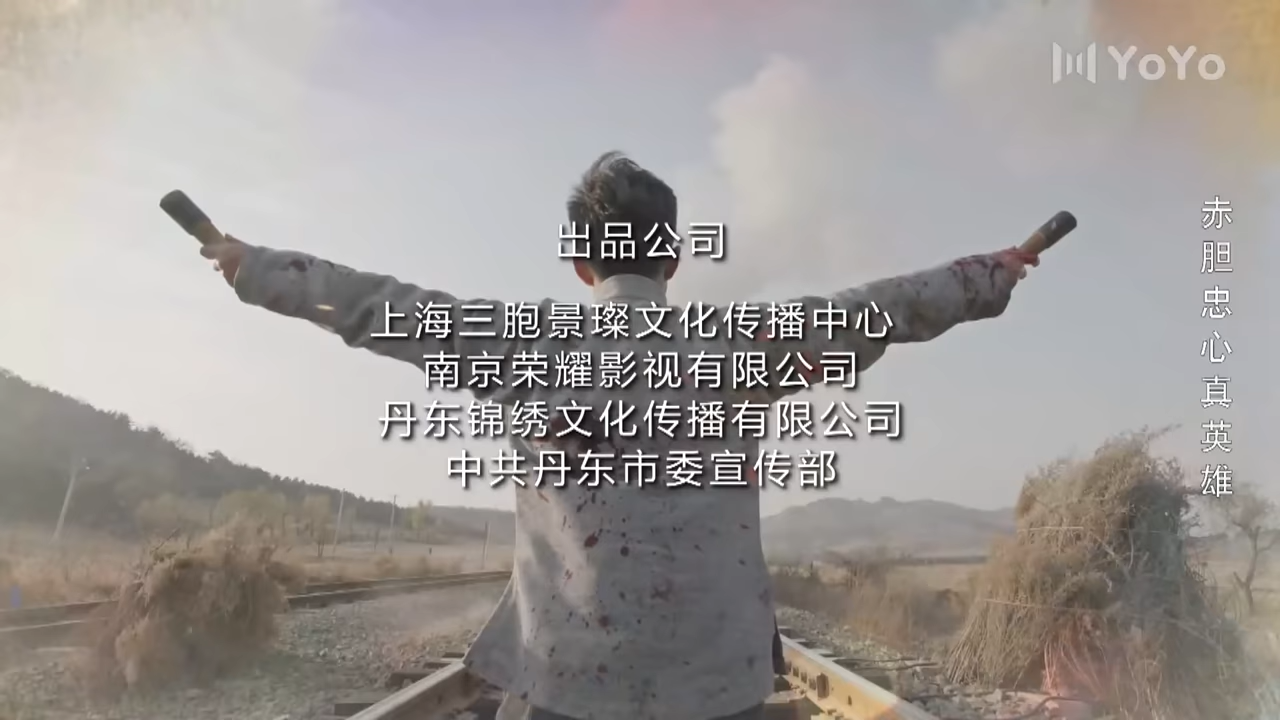 YoYo
出品公司
上海三胞景璨文化传播中心
南京荣耀影视有限公司
丹东锦绣文化传播有限公司
中共丹东市委宣传部
赤胆忠心真英雄